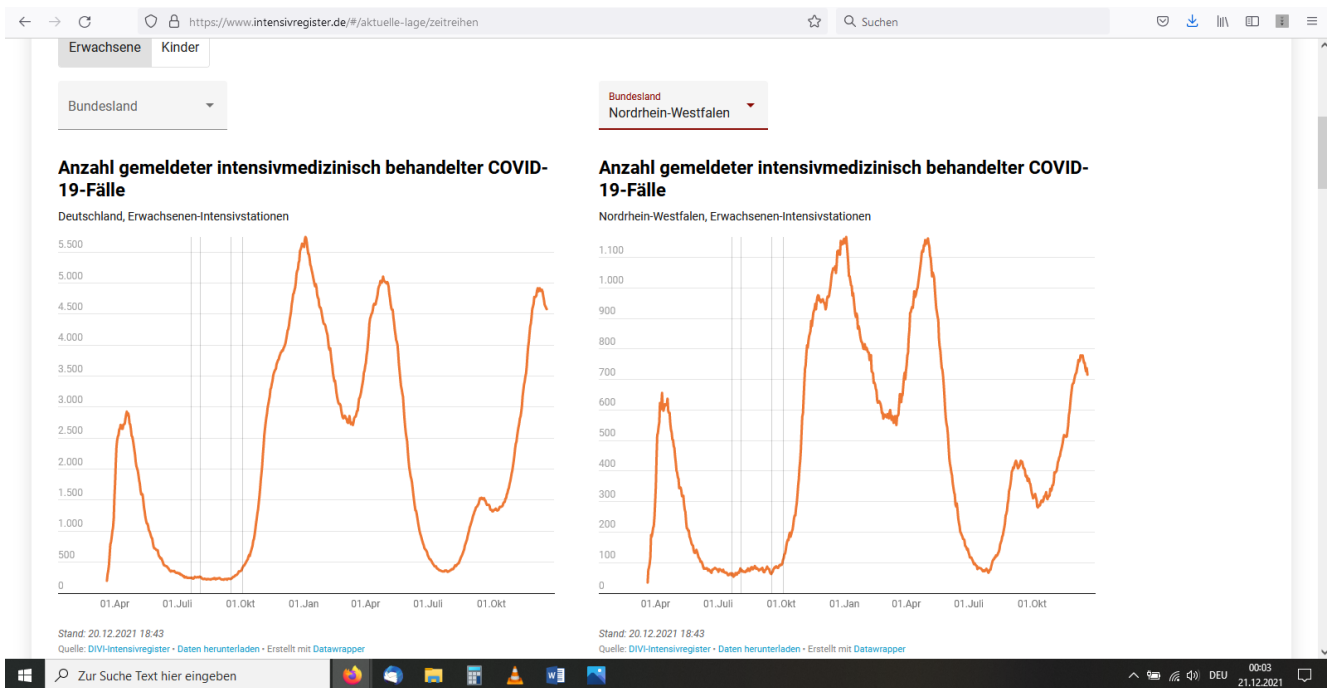 https://www.intensivregister.de/#/aktuelle-lage/zeitreihen
Suchen
Erwachsene Kinder
Bundesland
Bundesland
Nordrhein-Westfalen
Anzahl gemeldeter intensivmedizinisch behandelter COVID-
19-Fälle
Deutschland, Erwachsenen-Intensivstationen
5.500
5.000
4.500
4.000
3.500
3.000
2.500
2.000
1.500
1.000
500
0
01.Apr 01.Juli 01.Okt 01.Jan 01.Apr 01.Juli 01.Okt
Stand: 20.12.2021 18:43
Quelle: DIVI-Intensivregister • Daten herunterladen • Erstellt mit Datawrapper
Anzahl gemeldeter intensivmedizinisch behandelter COVID-
19-Fälle
Nordrhein-Westfalen, Erwachsenen-Intensivstationen
1.100
1.000
900
800
700
600
500
400
300
200
100
0
01.Apr 01.Juli 01.Okt 01.Jan 01.Apr 01.Juli 01.Okt
Stand: 20.12.2021 18:43
Quelle: DIVI-Intensivregister • Daten herunterladen • Erstellt mit Datawrapper
Zur Suche Text hier eingeben
DEU
00:03
21.12.2021